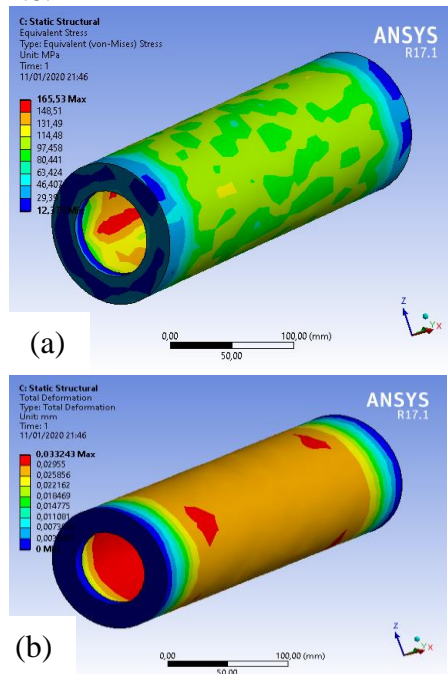 C: Static Structural
Equivalent Stress
Type: Equivalent (von-Mises) Stress
Unit: MPa
Time: 1
11/01/2020 21:46
ANSYS
R17.1
165,53 Max
148,51
131,49
114,48
97,458
80,441
63,424
46,407
29,39
12,3
Z
Y
X
0,00
100,00 (mm)
50,00
(a)
C: Static Structural
Total Deformation
Type: Total Deformation
Unit: mm
Time: 1
11/01/2020 21:46
ANSYS
R17.1
0,033243 Max
0,02955
0,025856
0,022162
0,018469
0,014775
0,011081
0 M
Z
Y
X
0,00
100,00 (mm)
50,00
(b)